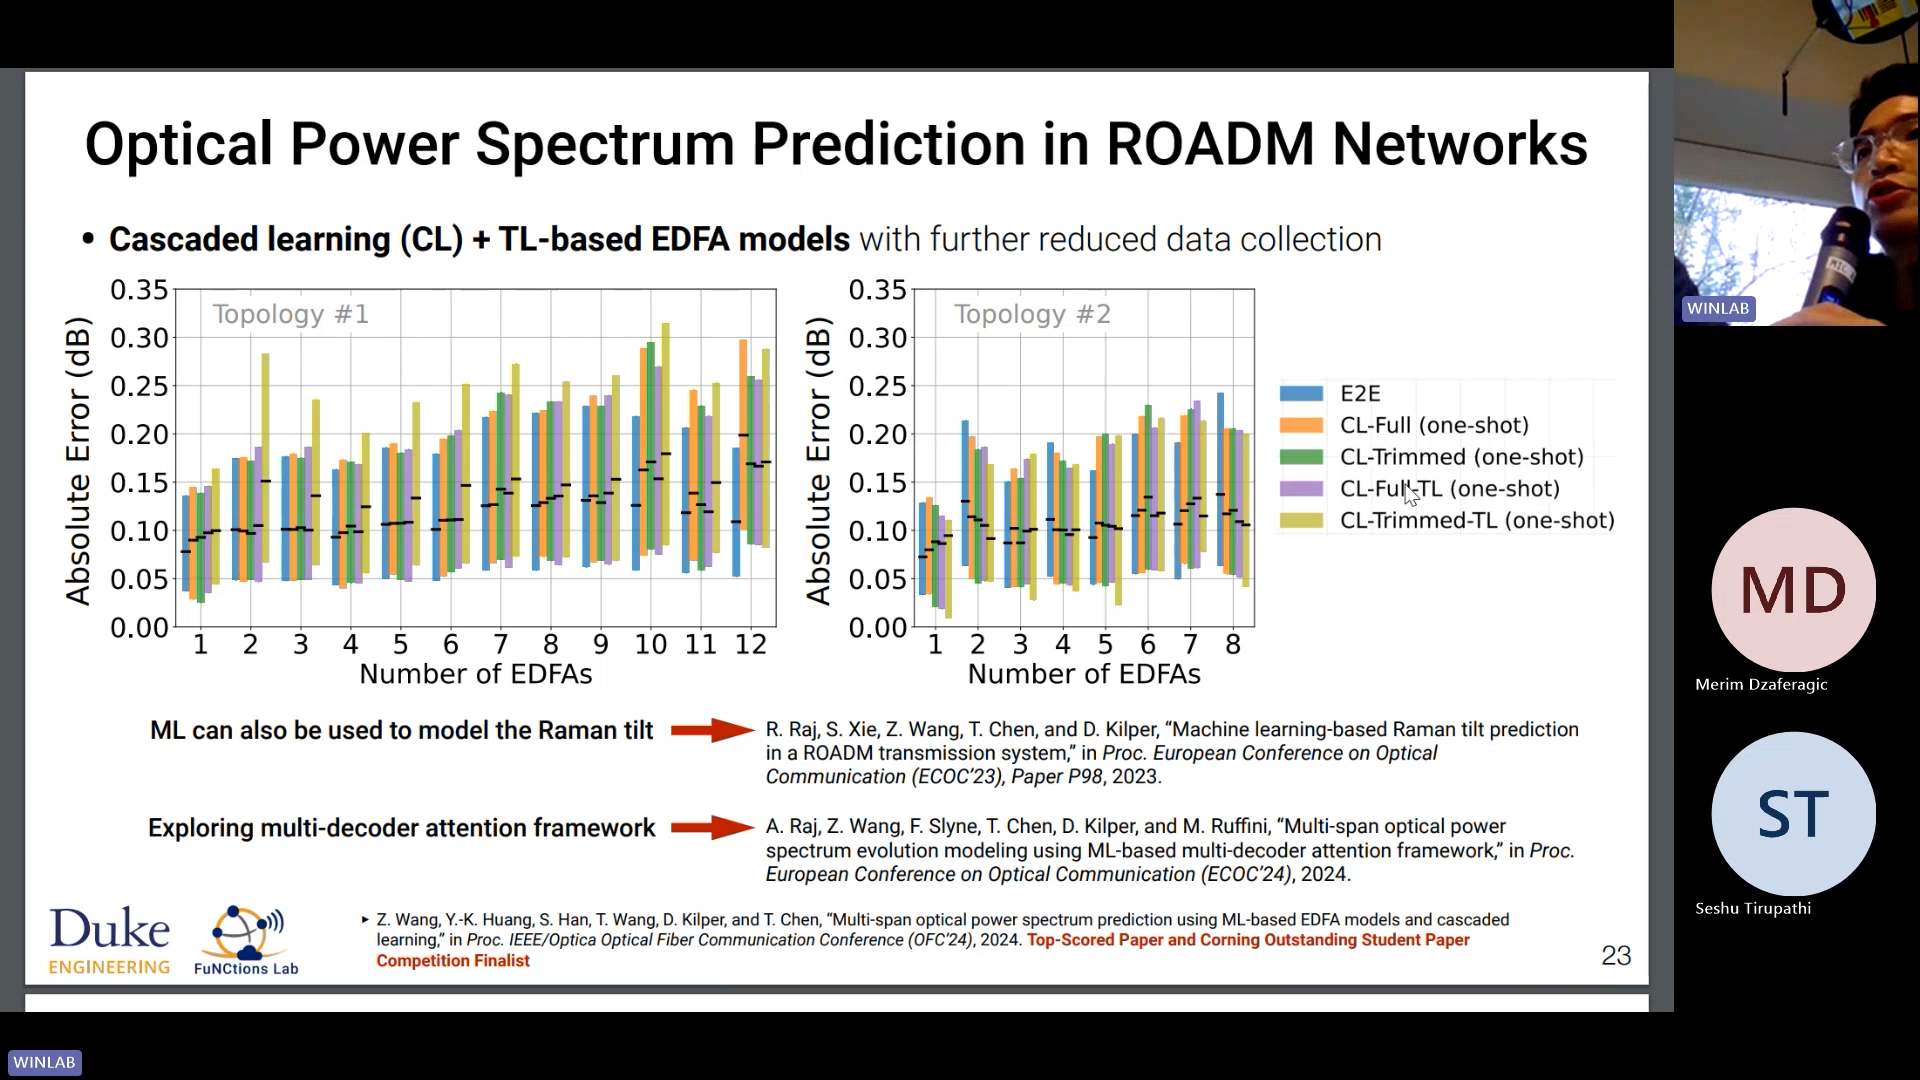 Optical Power Spectrum Prediction in ROADM Networks
• Cascaded learning (CL) + TL-based EDFA models with further reduced data collection
Absolute Error (dB)
0.35
0.30
0.25
0.20
0.15
0.10
0.05
0.00
Topology #1
1 2 3 4 5 6 7 8 9 10 11 12
Number of EDFAs
Absolute Error (dB)
0.35
0.30
0.25
0.20
0.15
0.10
0.05
0.00
Topology #2
1 2 3 4 5 6 7 8
Number of EDFAs
E2E
CL-Full (one-shot)
CL-Trimmed (one-shot)
CL-Full-TL (one-shot)
CL-Trimmed-TL (one-shot)
ML can also be used to model the Raman tilt
R. Raj, S. Xie, Z. Wang, T. Chen, and D. Kilper, “Machine learning-based Raman tilt prediction
in a ROADM transmission system,” in Proc. European Conference on Optical
Communication (ECOC’23), Paper P98, 2023.
Exploring multi-decoder attention framework
A. Raj, Z. Wang, F. Slyne, T. Chen, D. Kilper, and M. Ruffini, “Multi-span optical power
spectrum evolution modeling using ML-based multi-decoder attention framework,” in Proc.
European Conference on Optical Communication (ECOC’24), 2024.
Duke
ENGINEERING
FuNCtions Lab
Z. Wang, Y.-K. Huang, S. Han, T. Wang, D. Kilper, and T. Chen, “Multi-span optical power spectrum prediction using ML-based EDFA models and cascaded
learning,” in Proc. IEEE/Optica Optical Fiber Communication Conference (OFC’24), 2024. Top-Scored Paper and Corning Outstanding Student Paper
Competition Finalist
23
WINLAB
MD
Merim Dzaferagic
ST
Seshu Tirupathi
WINLAB